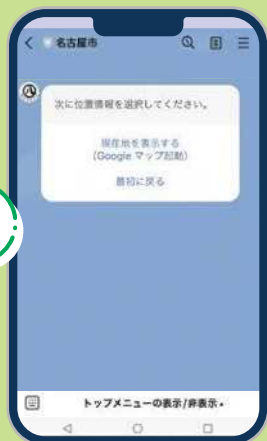 名古屋市
次に位置情報を選択してください。
現在地を表示する
(Google マップ起動)
最初に戻る
トップメニューの表示/非表示▲